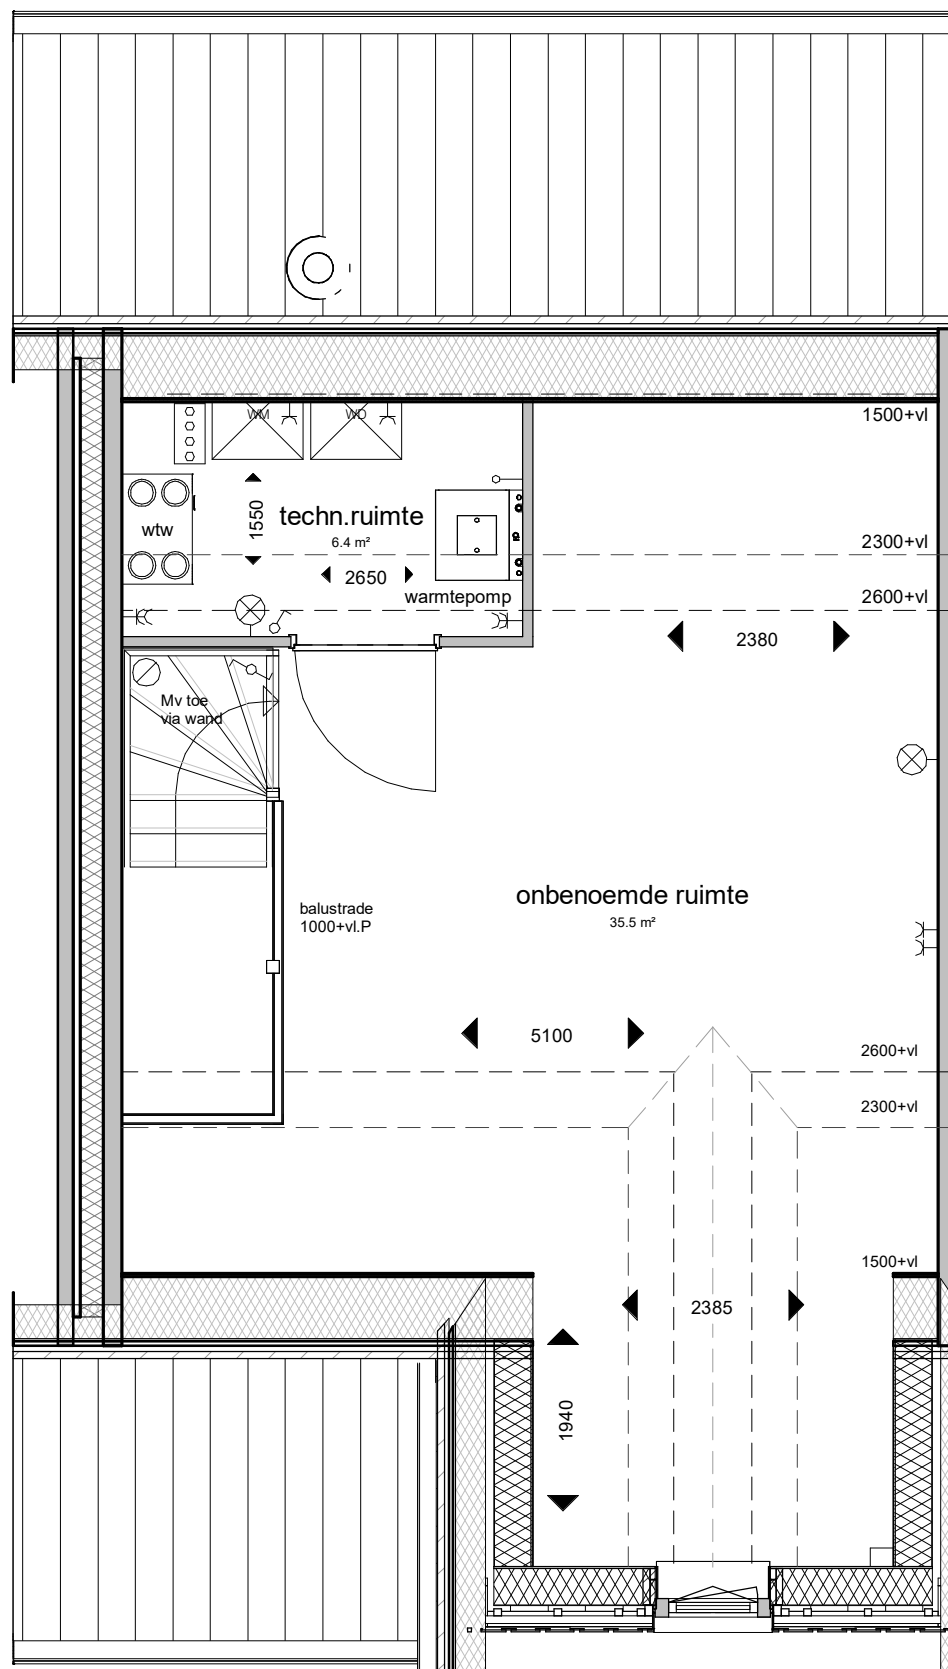 WM
WD
1500+vl
1550
techn.ruimte
6.4 m²
wtw
2300+vl
2650
warmtepomp
2600+vl
2380
Mv toe
via wand
onbenoemde ruimte
35.5 m²
balustrade
1000+vl.P
5100
2600+vl
2300+vl
1500+vl
2385
1940